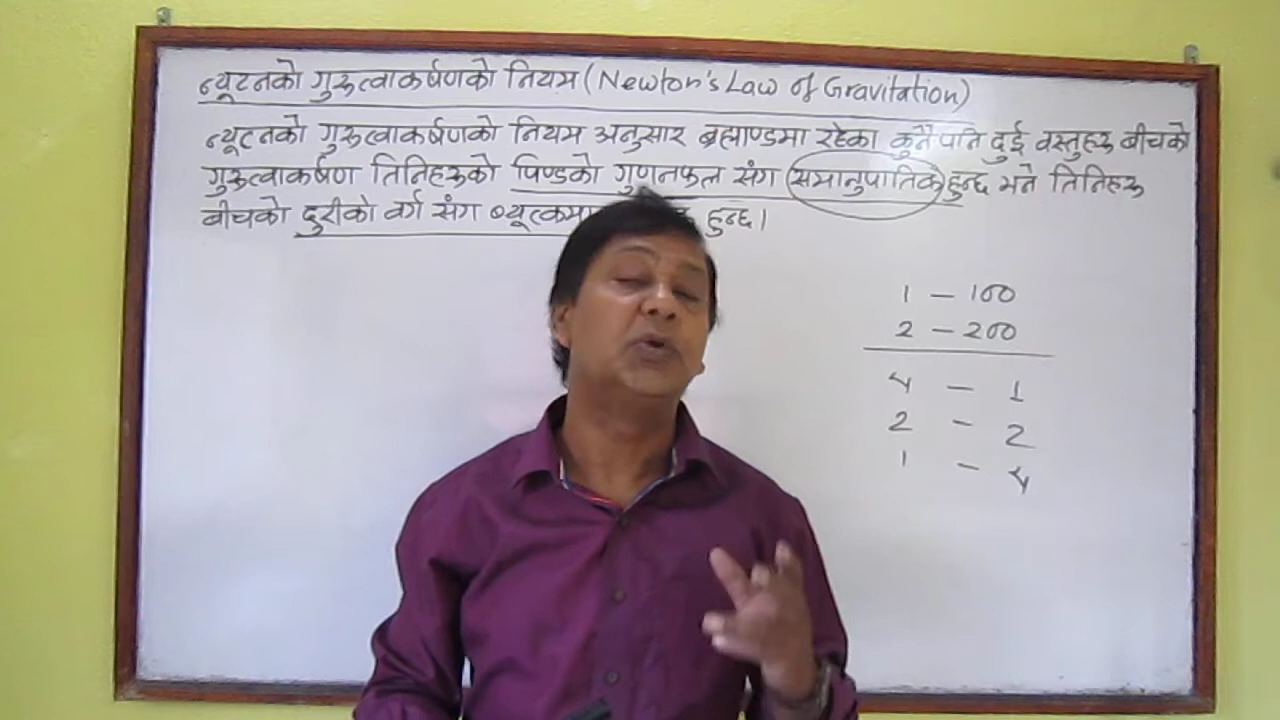 न्यूटनको गुरुत्वाकर्षणको नियम (Newton's Law of Gravitation)
न्यूटनको गुरुत्वाकर्षणको नियम अनुसार ब्रह्माण्डमा रहेका कुनैपनि दुई वस्तुहरु बीचको
गुरुत्वाकर्षण तिनिहरुको पिण्डको गुणनफल संग समानुपातिक हुन्छ भने तिनिहरु
बीचको दुरीको वर्ग संग हुन्छ।
1 – 100
2 – 200
4 – 1
2 – 2
1 – 4